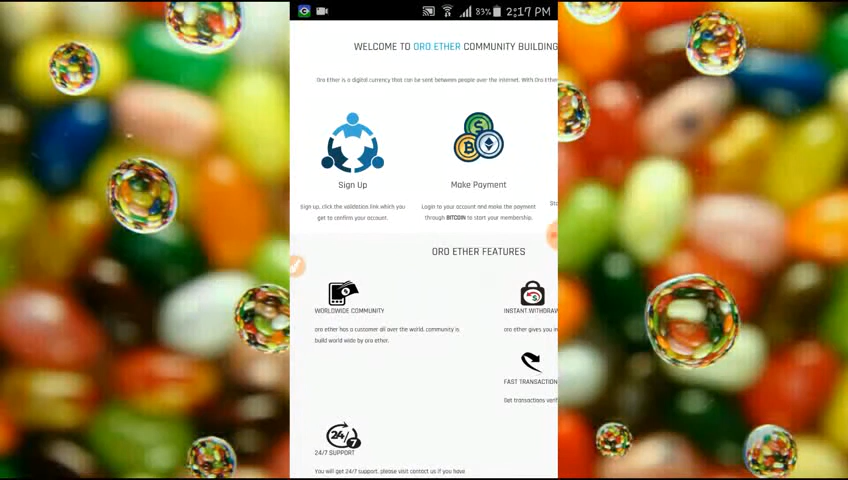 83% 2:17 PM
WELCOME TO ORO ETHER COMMUNITY BUILDING
Oro Ether is a digital currency that can be sent between people over the internet. With Oro Ether
Sign Up
Make Payment
Sign up, click the validation link which you
get to confirm your account.
Login to your account and make the payment
through BITCOIN to start your membership.
ORO ETHER FEATURES
WORLDWIDE COMMUNITY
INSTANT WITHDRAW
oro ether has a customer all over the world. community is
build world wide by oro ether.
oro ether gives you in
FAST TRANSACTION
Get transactions verif
24/7
24/7 SUPPORT
You will get 24/7 support. please visit contact us if you have